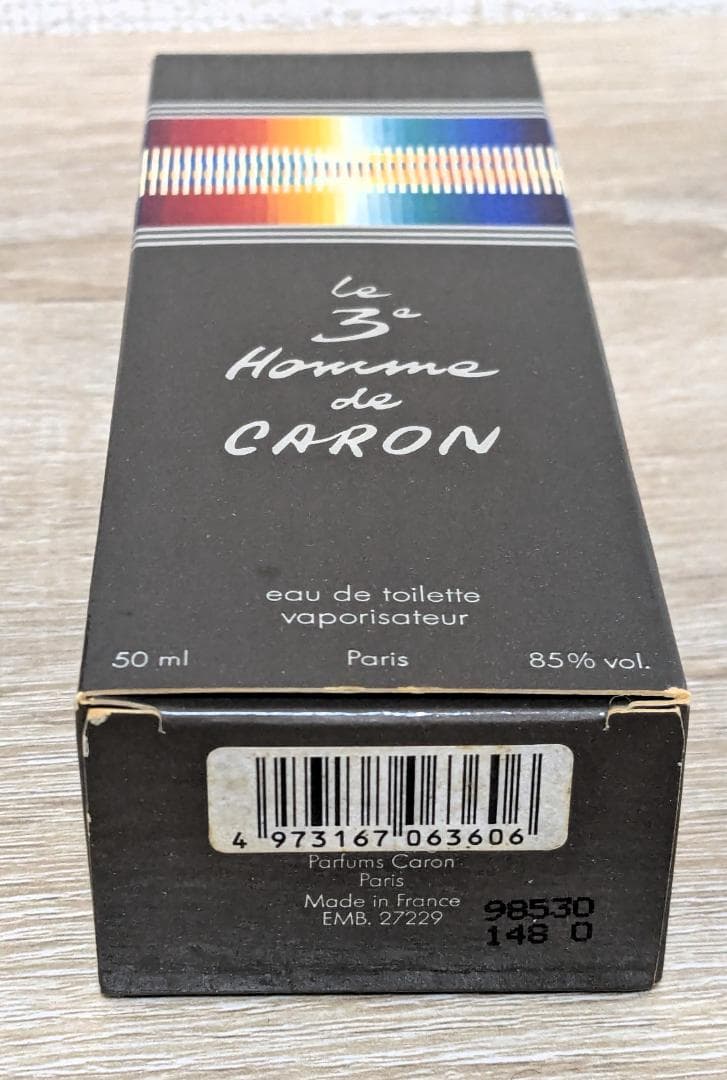 le
3e
Homme
de
CARON
eau de toilette
vaporisateur
50 ml Paris 85% vol.
4 973167 063606
Parfums Caron
Paris
Made in France
EMB. 27229
98530
148 0